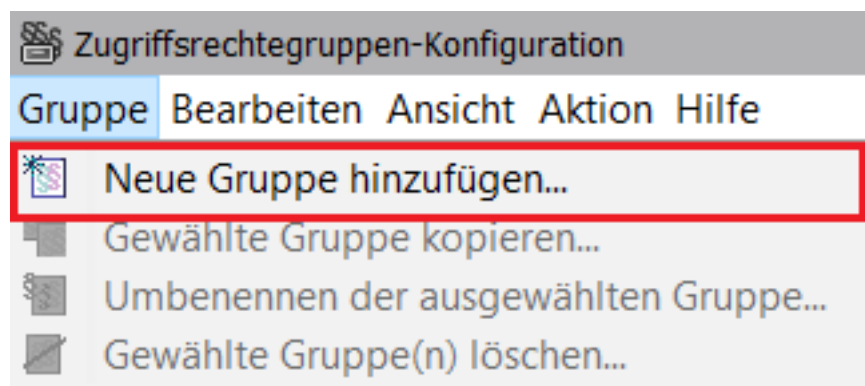 Zugriffsrechtegruppen-Konfiguration
Gruppe Bearbeiten Ansicht Aktion Hilfe
Neue Gruppe hinzufügen...
Gewählte Gruppe kopieren...
Umbenennen der ausgewählten Gruppe...
Gewählte Gruppe(n) löschen...